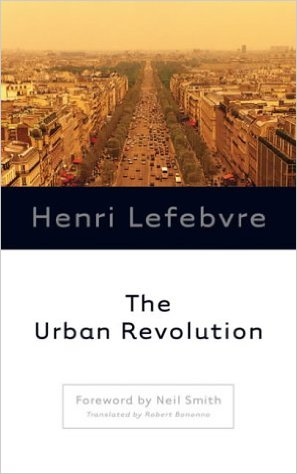 Henri Lefebvre
The
Urban Revolution
Foreword by Neil Smith
Translated by Robert Bononno